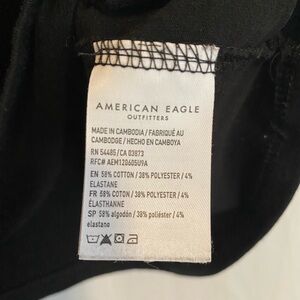 AMERICAN EAGLE
OUTFITTERS
MADE IN CAMBODIA / FABRIQUÉ AU
CAMBODGE / HECHO EN CAMBOYA
RN 54485 / CA 03873
RFC# AEM120605U9A
EN 58% COTTON / 38% POLYESTER / 4%
ELASTANE
FR 58% COTON / 38% POLYESTER / 4%
ÉLASTHANNE
SP 58% algodón / 38% poliéster / 4%
elastano